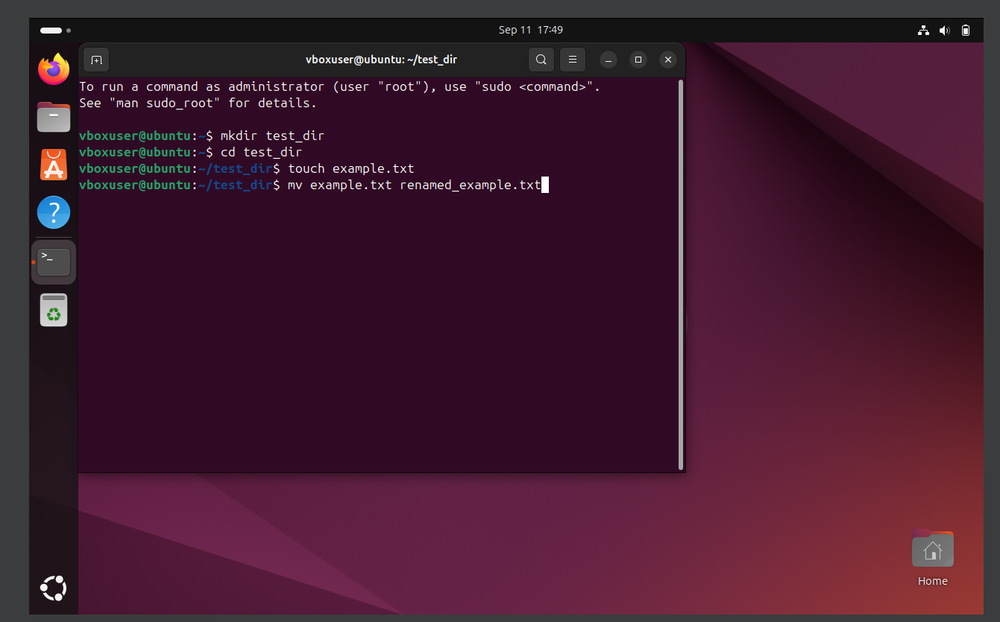 Sep 11 17:49
vboxuser@ubuntu: ~/test_dir
To run a command as administrator (user "root"), use "sudo <command>".
See "man sudo_root" for details.
vboxuser@ubuntu:~$ mkdir test_dir
vboxuser@ubuntu:~$ cd test_dir
vboxuser@ubuntu:~/test_dir$ touch example.txt
vboxuser@ubuntu:~/test_dir$ mv example.txt renamed_example.txt
Home